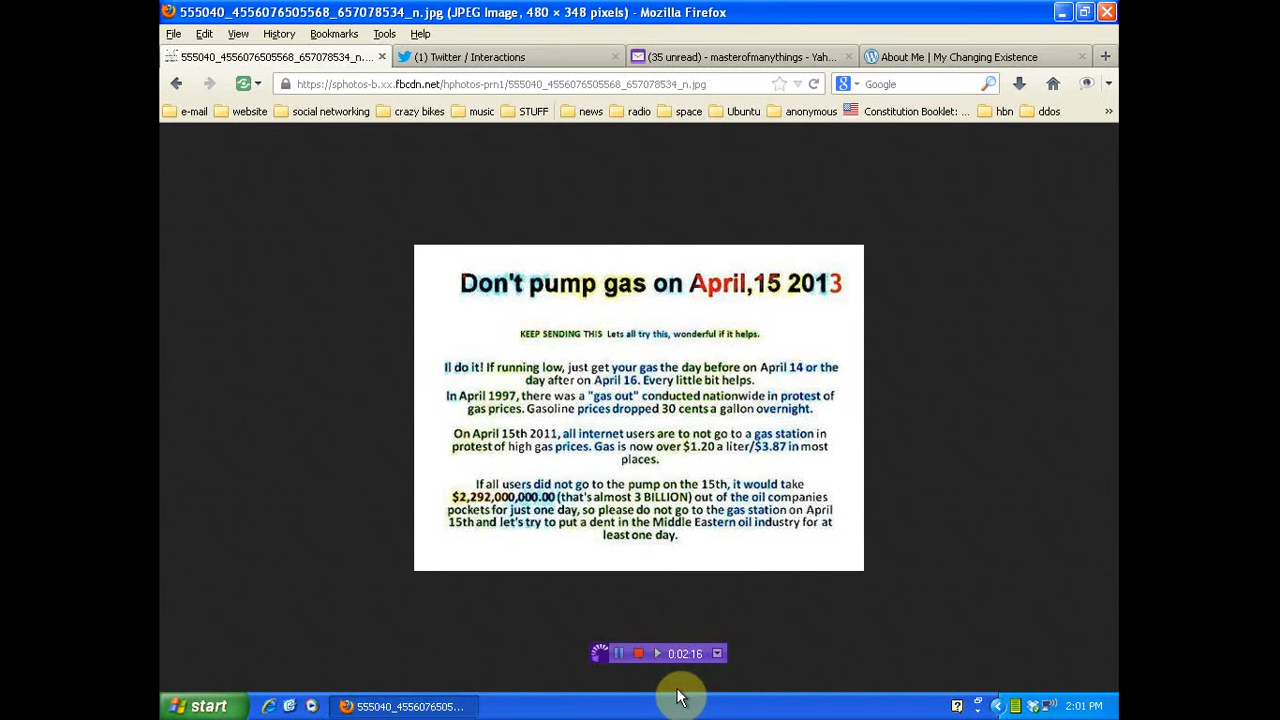 555040_4556076505568_657078534_n.jpg (JPEG Image, 480 × 348 pixels) - Mozilla Firefox
File Edit View History Bookmarks Tools Help
555040_4556076505568_657078534_n.... (1) Twitter / Interactions (35 unread) - masterofmanythings - Yah... About Me | My Changing Existence
https://sphotos-b.xx.fbcdn.net/hphotos-prn1/555040_4556076505568_657078534_n.jpg Google
e-mail website social networking crazy bikes music STUFF news radio space Ubuntu anonymous Constitution Booklet: ... hbn ddos »
Don't pump gas on April,15 2013
KEEP SENDING THIS Lets all try this, wonderful if it helps.
Il do it! If running low, just get your gas the day before on April 14 or the
day after on April 16. Every little bit helps.
In April 1997, there was a "gas out" conducted nationwide in protest of
gas prices. Gasoline prices dropped 30 cents a gallon overnight.
On April 15th 2011, all internet users are to not go to a gas station in
protest of high gas prices. Gas is now over $1.20 a liter/$3.87 in most
places.
If all users did not go to the pump on the 15th, it would take
$2,292,000,000.00 (that's almost 3 BILLION) out of the oil companies
pockets for just one day, so please do not go to the gas station on April
15th and let's try to put a dent in the Middle Eastern oil industry for at
least one day.
0:02:16
start 555040_4556076505... 2:01 PM